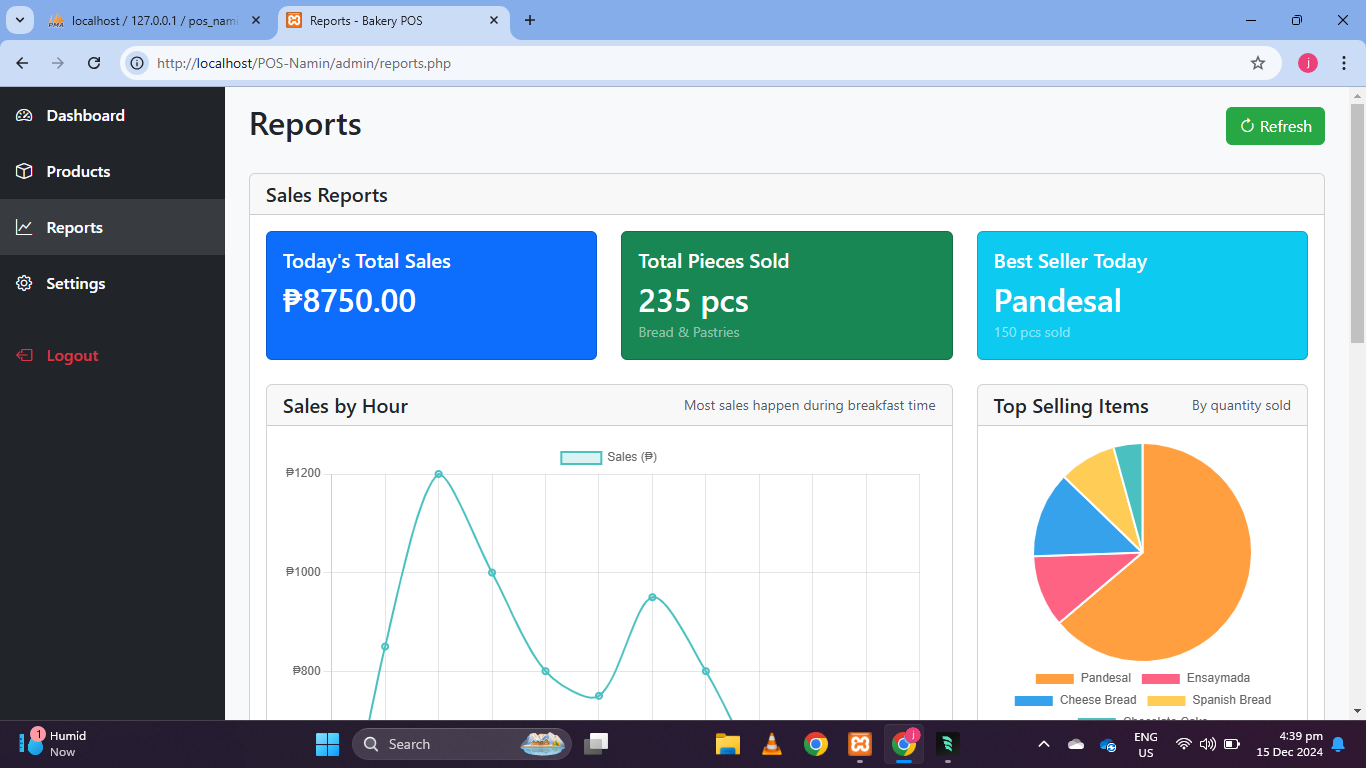 localhost / 127.0.0.1 / pos_nami
Reports - Bakery POS
http://localhost/POS-Namin/admin/reports.php
j
Dashboard
Products
Reports
Settings
Logout
Reports
Refresh
Sales Reports
Today's Total Sales
₱8750.00
Total Pieces Sold
235 pcs
Bread & Pastries
Best Seller Today
Pandesal
150 pcs sold
Sales by Hour
Most sales happen during breakfast time
Sales (₱)
₱1200
₱1000
₱800
Top Selling Items
By quantity sold
Pandesal
Ensaymada
Cheese Bread
Spanish Bread
Chocolate Cake
1
Humid
Now
Search
j
ENG
US
4:39 pm
15 Dec 2024